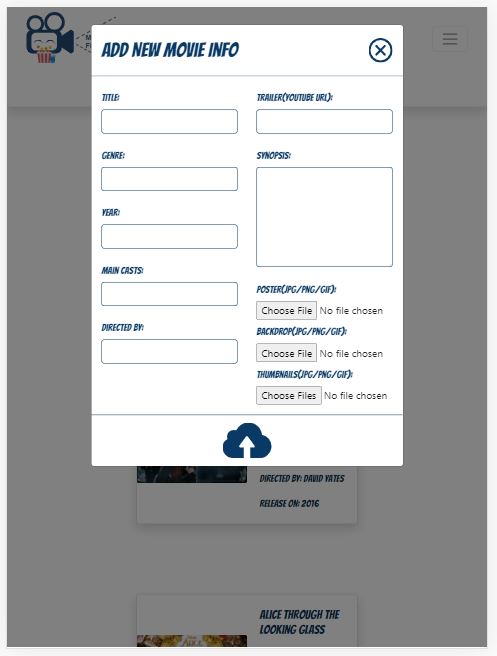 ADD NEW MOVIE INFO
TITLE:
GENRE:
YEAR:
MAIN CASTS:
DIRECTED BY:
TRAILER(YOUTUBE URL):
SYNOPSIS:
POSTER(JPG/PNG/GIF):
Choose File No file chosen
BACKDROP(JPG/PNG/GIF):
Choose File No file chosen
THUMBNAILS(JPG/PNG/GIF):
Choose Files No file chosen
DIRECTED BY: DAVID YATES
RELEASE ON: 2016
ALICE THROUGH THE
LOOKING GLASS